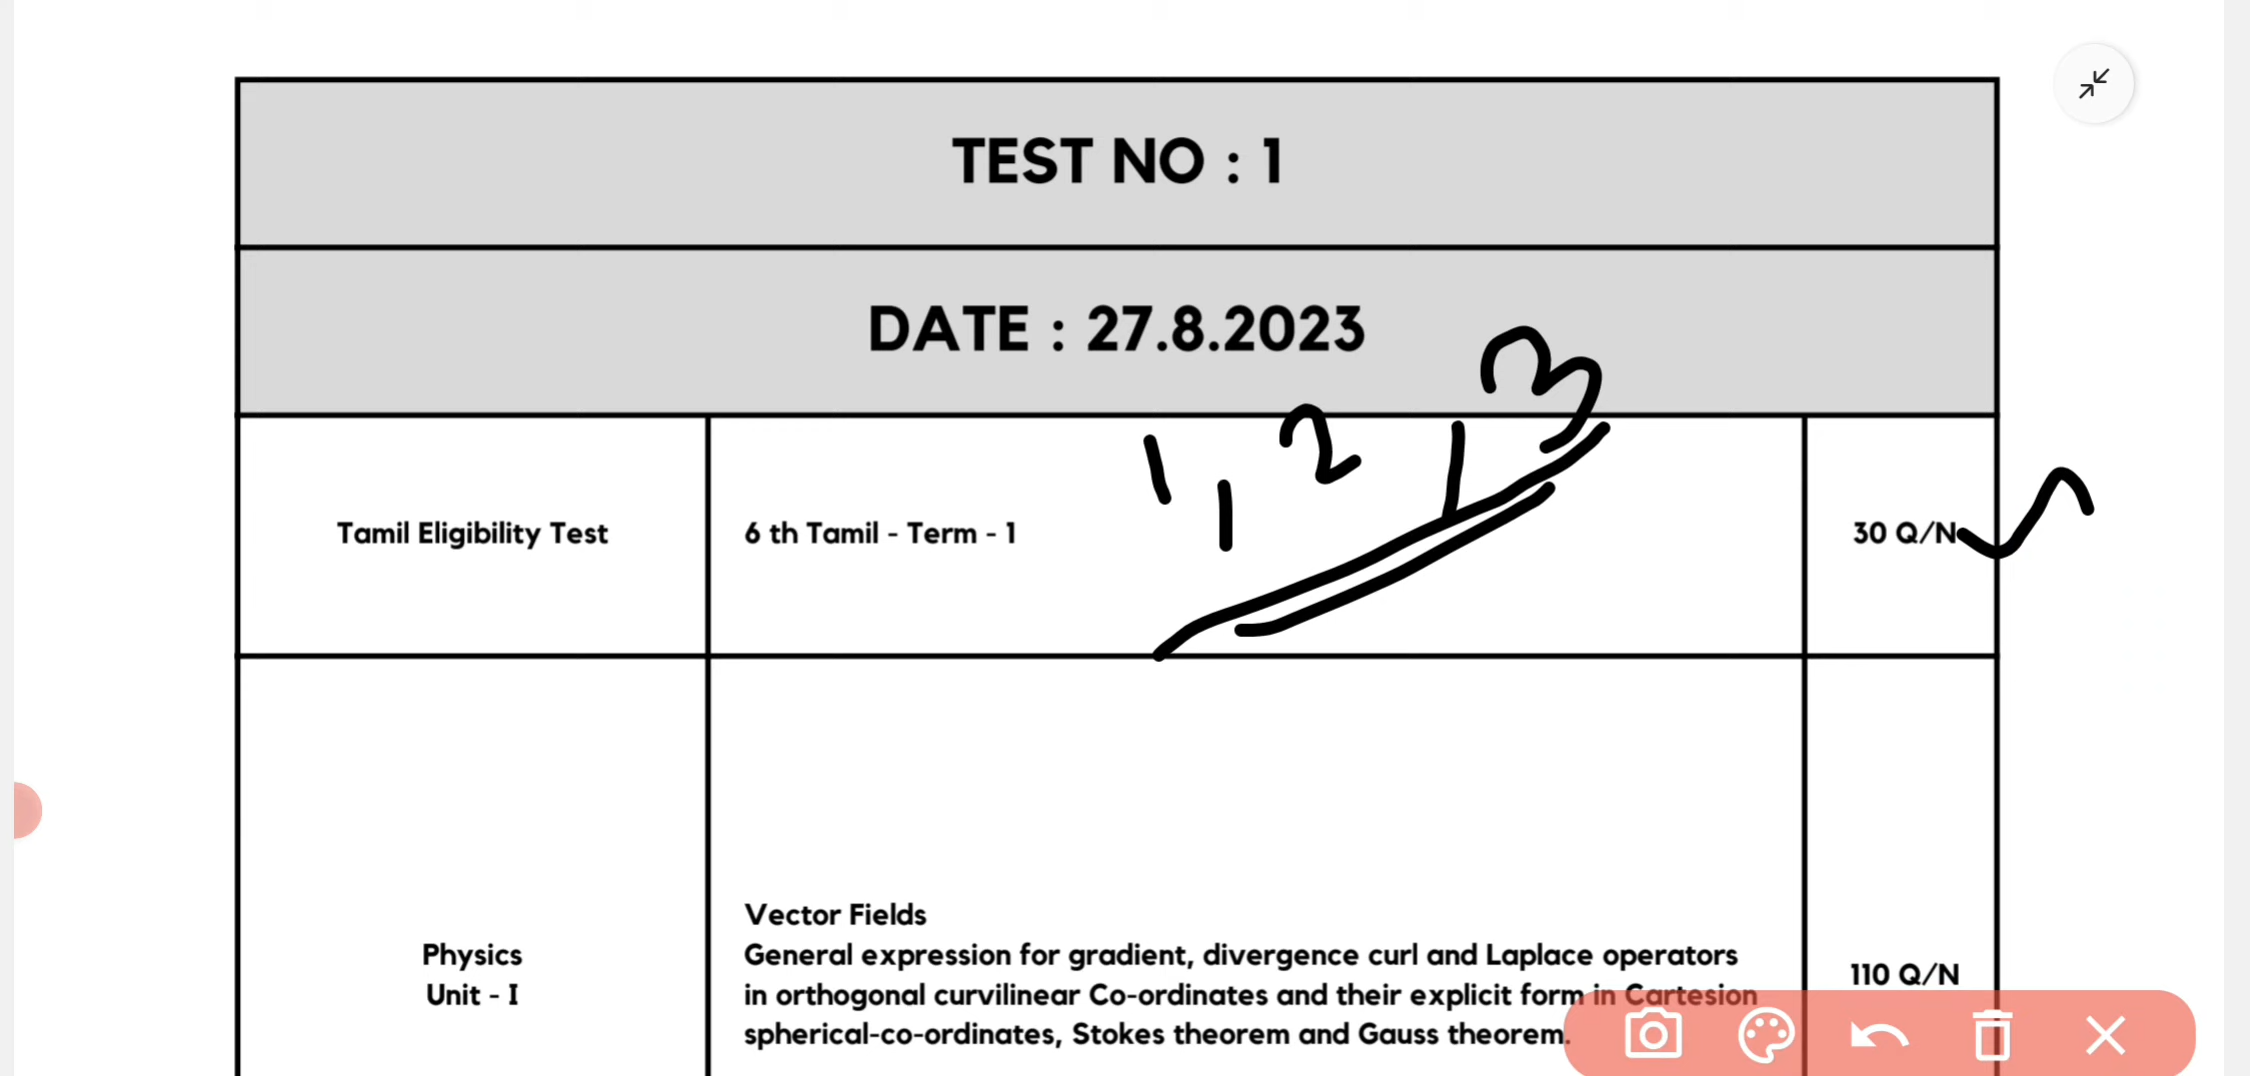 TEST NO : 1
DATE : 27.8.2023
1, 2, 3
Tamil Eligibility Test
6 th Tamil - Term - 1
30 Q/N
Physics
Unit - I
Vector Fields
General expression for gradient, divergence curl and Laplace operators
in orthogonal curvilinear Co-ordinates and their explicit form in Cartesion
spherical-co-ordinates, Stokes theorem and Gauss theorem.
110 Q/N